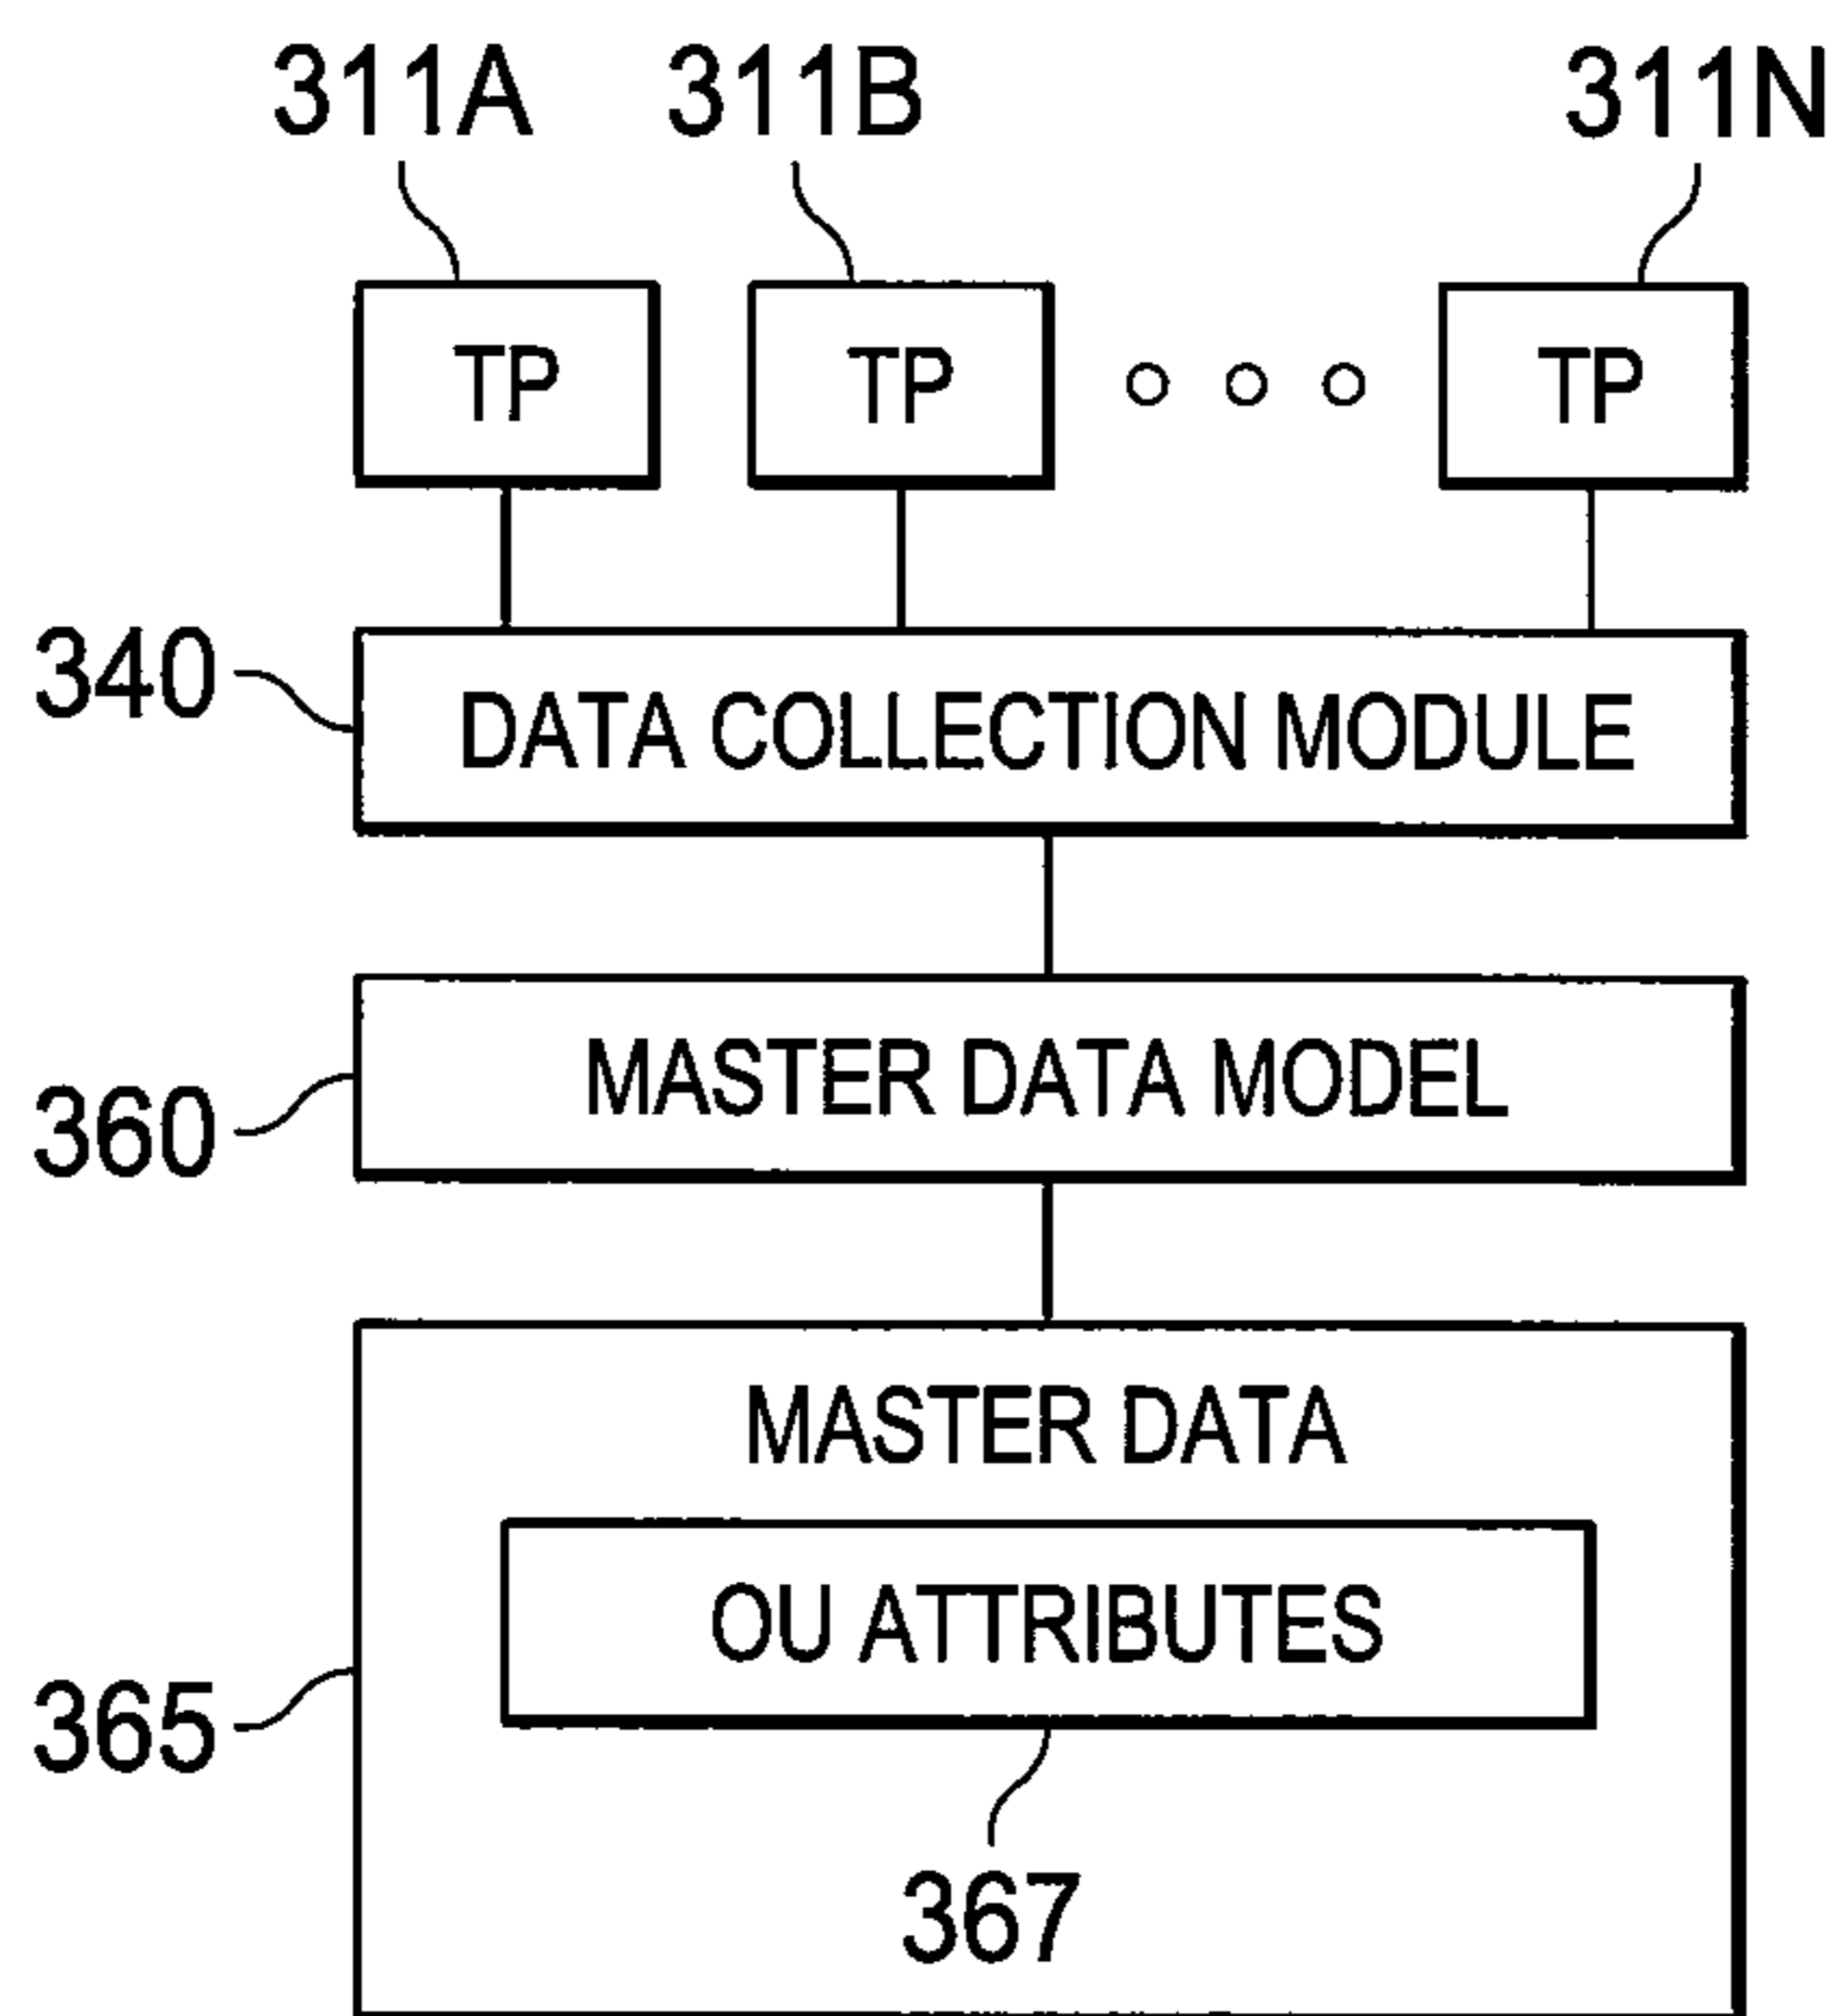 311A 311B 311N
TP TP TP
340
DATA COLLECTION MODULE
MASTER DATA MODEL
360
MASTER DATA
OU ATTRIBUTES
365
367